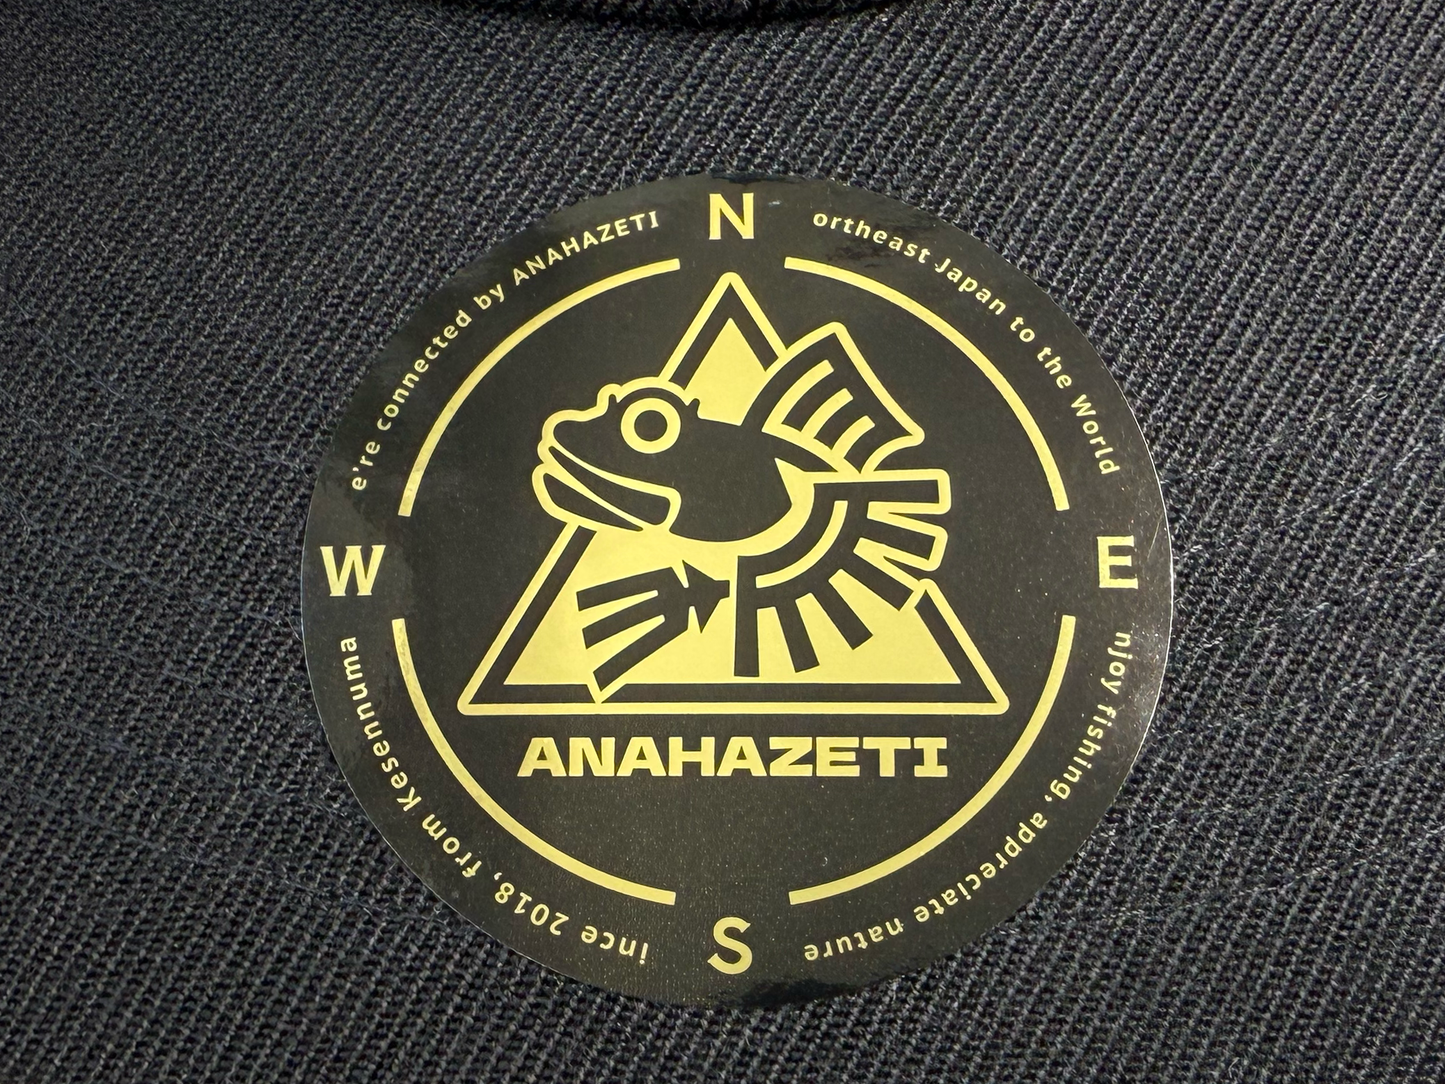 N
ortheast Japan to the World
E
njoy fishing, appreciate nature
S
ince 2018, from Kesennuma
W
e're connected by ANAHAZETI
ANAHAZETI